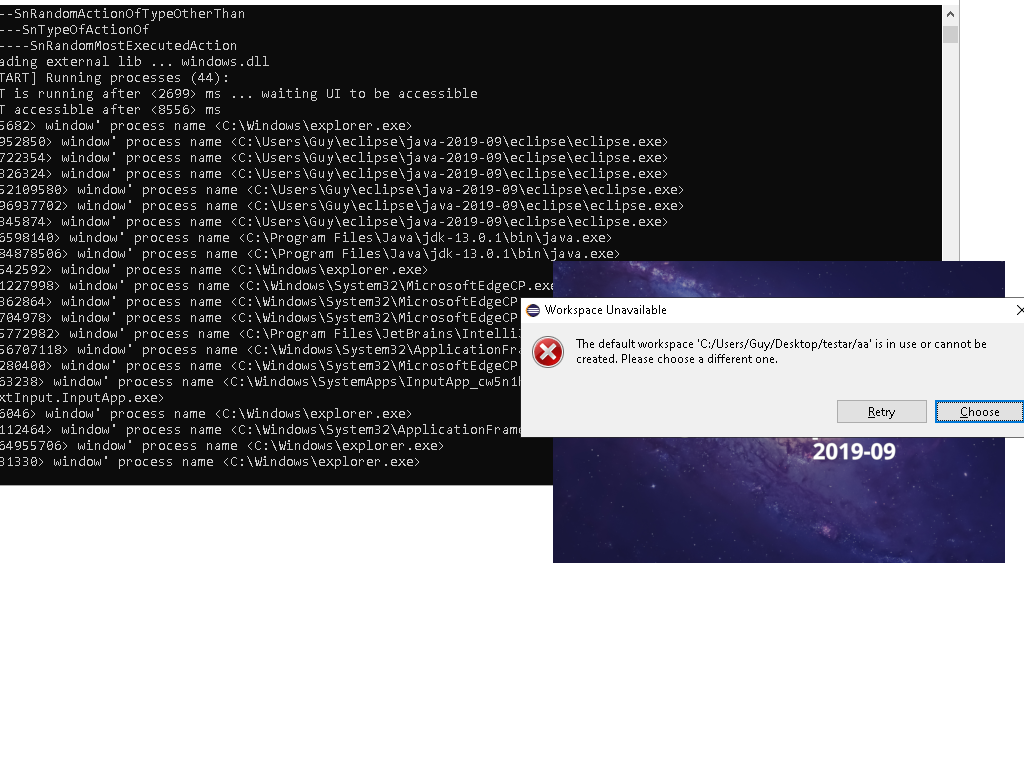 --SnRandomActionOfTypeOtherThan
---SnTypeOfActionOf
----SnRandomMostExecutedAction
ading external lib ... windows.dll
TART] Running processes (44):
T is running after <2699> ms ... waiting UI to be accessible
T accessible after <8556> ms
5682> window' process name <C:\Windows\explorer.exe>
952850> window' process name <C:\Users\Guy\eclipse\java-2019-09\eclipse\eclipse.exe>
722354> window' process name <C:\Users\Guy\eclipse\java-2019-09\eclipse\eclipse.exe>
326324> window' process name <C:\Users\Guy\eclipse\java-2019-09\eclipse\eclipse.exe>
52109580> window' process name <C:\Users\Guy\eclipse\java-2019-09\eclipse\eclipse.exe>
96937702> window' process name <C:\Users\Guy\eclipse\java-2019-09\eclipse\eclipse.exe>
845874> window' process name <C:\Users\Guy\eclipse\java-2019-09\eclipse\eclipse.exe>
6598140> window' process name <C:\Program Files\Java\jdk-13.0.1\bin\java.exe>
84878506> window' process name <C:\Program Files\Java\jdk-13.0.1\bin\java.exe>
542592> window' process name <C:\Windows\explorer.exe>
1227998> window' process name <C:\Windows\System32\MicrosoftEdgeCP.exe
862864> window' process name <C:\Windows\System32\MicrosoftEdgeCP
704978> window' process name <C:\Windows\System32\MicrosoftEdgeCP
5772982> window' process name <C:\Program Files\JetBrains\IntelliJ
56707118> window' process name <C:\Windows\System32\ApplicationFr
280400> window' process name <C:\Windows\System32\MicrosoftEdgeCP
63238> window' process name <C:\Windows\SystemApps\InputApp_cw5n1h
xtInput.InputApp.exe>
6046> window' process name <C:\Windows\explorer.exe>
112464> window' process name <C:\Windows\System32\ApplicationFrame
64955706> window' process name <C:\Windows\explorer.exe>
31330> window' process name <C:\Windows\explorer.exe>
Workspace Unavailable
The default workspace 'C:/Users/Guy/Desktop/testar/aa' is in use or cannot be
created. Please choose a different one.
Retry
Choose
2019-09